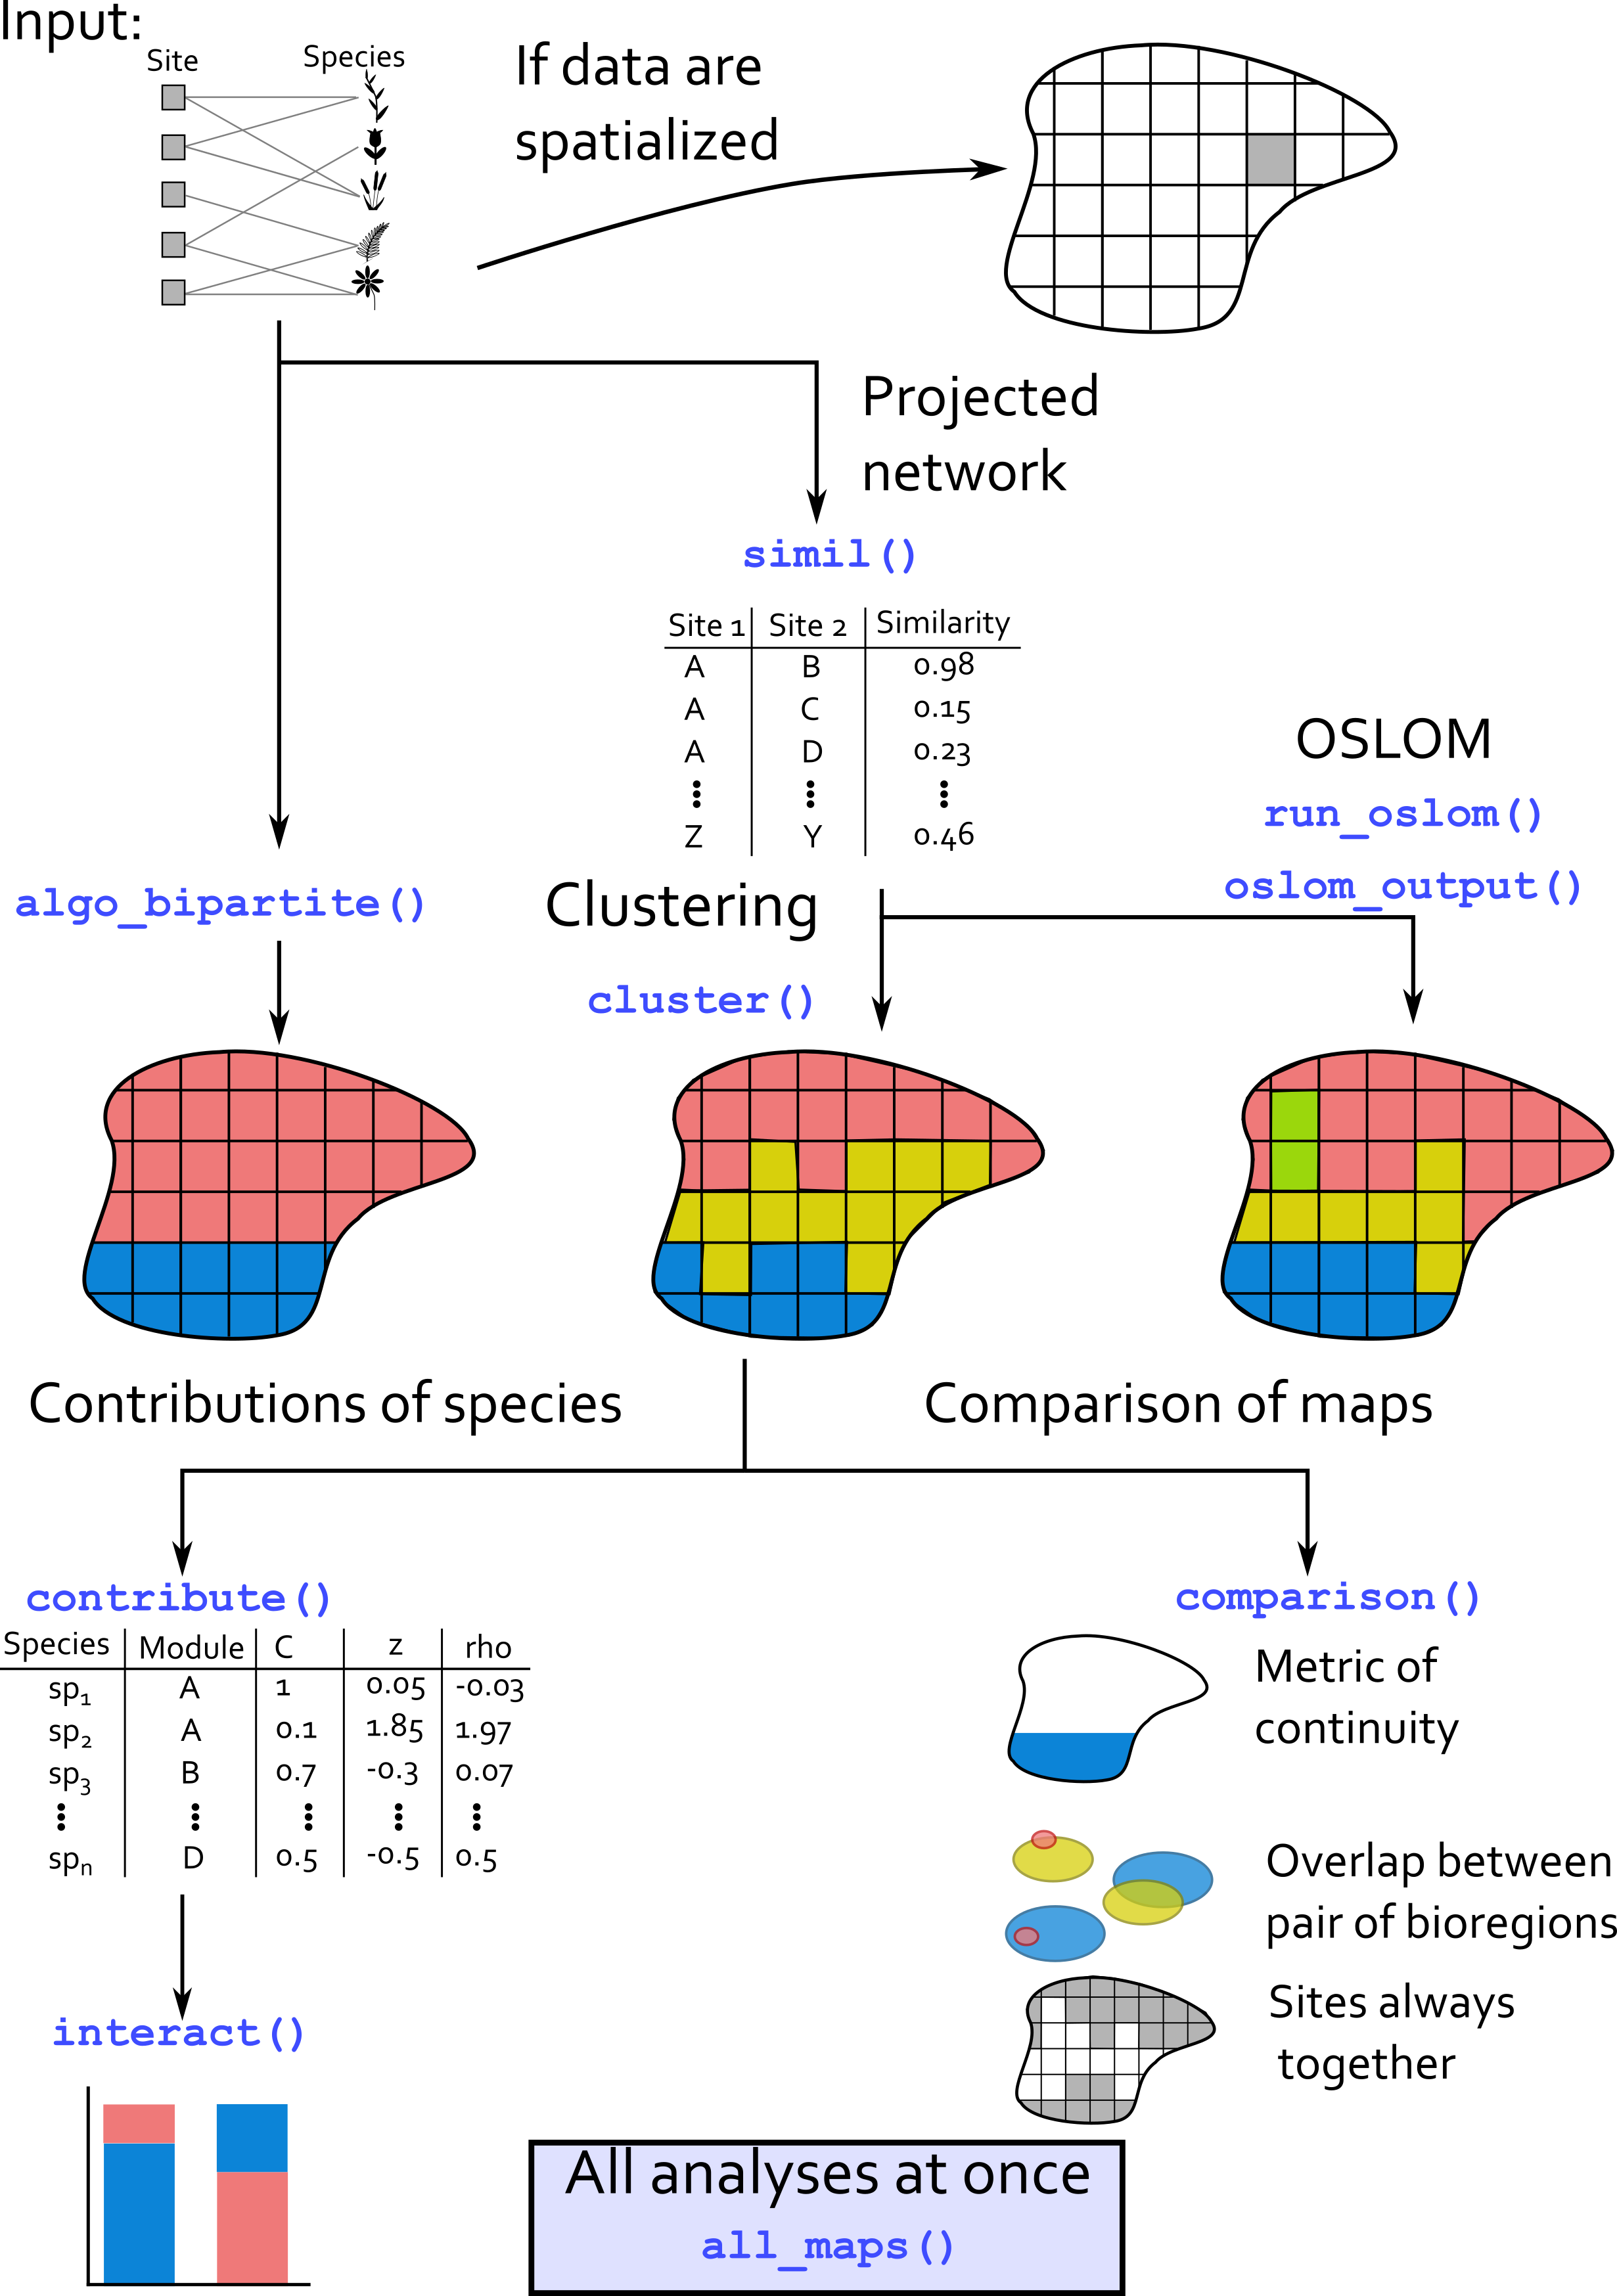 Input:
Site Species
If data are
spatialized
Projected
network
simil()
Site 1 Site 2 Similarity
A B 0.98
A C 0.15
A D 0.23
Z Y 0.46
OSLOM
run_oslom()
oslom_output()
algo_bipartite()
Clustering
cluster()
Contributions of species
Comparison of maps
contribute()
Species Module C z rho
sp1 A 1 0.05 -0.03
sp2 A 0.1 1.85 1.97
sp3 B 0.7 -0.3 0.07
spn D 0.5 -0.5 0.5
interact()
comparison()
Metric of
continuity
Overlap between
pair of bioregions
Sites always
together
All analyses at once
all_maps()